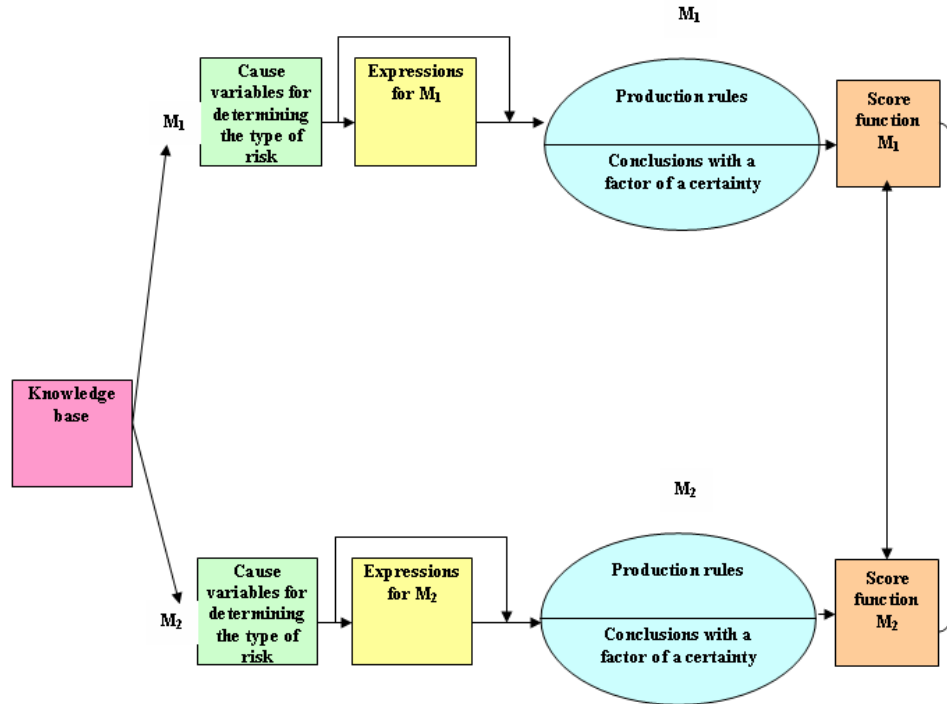 M₁
Cause
variables for
determining
the type of
risk
Expressions
for M₁
M₁
Production rules
Conclusions with a
factor of a certainty
Score
function
M₁
Knowledge
base
M₂
Cause
variables for
determining
the type of
risk
Expressions
for M₂
M₂
Production rules
Conclusions with a
factor of a certainty
Score
function
M₂